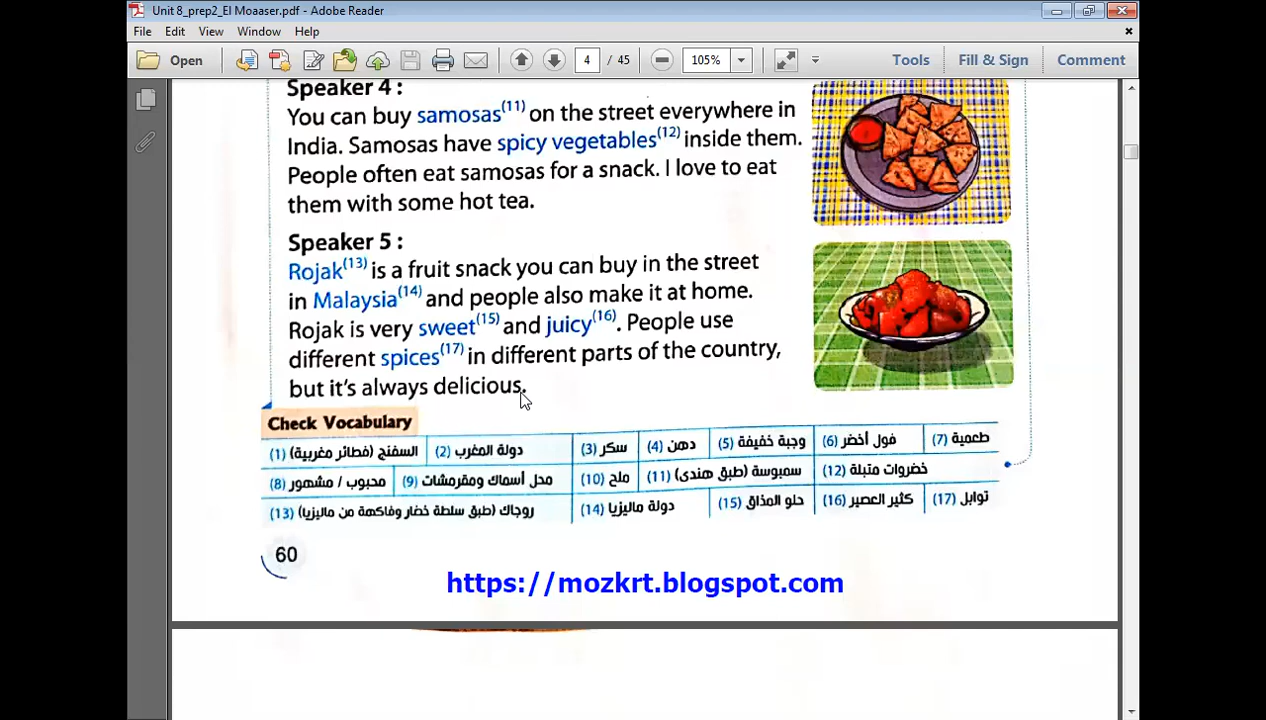 Unit 8_prep2_El Moaaser.pdf - Adobe Reader
File Edit View Window Help
Open 4 / 45 105% Tools Fill & Sign Comment
Speaker 4 :
You can buy samosas(11) on the street everywhere in
India. Samosas have spicy vegetables(12) inside them.
People often eat samosas for a snack. I love to eat
them with some hot tea.
Speaker 5 :
Rojak(13) is a fruit snack you can buy in the street
in Malaysia(14) and people also make it at home.
Rojak is very sweet(15) and juicy(16). People use
different spices(17) in different parts of the country,
but it's always delicious.
Check Vocabulary
(1) السفنج (فطائر مغربية) (2) دولة المغرب (3) سكر (4) دهن (5) وجبة خفيفة (6) فول أخضر (7) طعمية
(8) محبوب / مشهور (9) محل أسماك ومقرمشات (10) ملح (11) سمبوسة (طبق هندى) (12) خضروات متبلة
(13) روجاك (طبق سلطة خضار وفاكهة من ماليزيا) (14) دولة ماليزيا (15) حلو المذاق (16) كثير العصير (17) توابل
60
https://mozkrt.blogspot.com